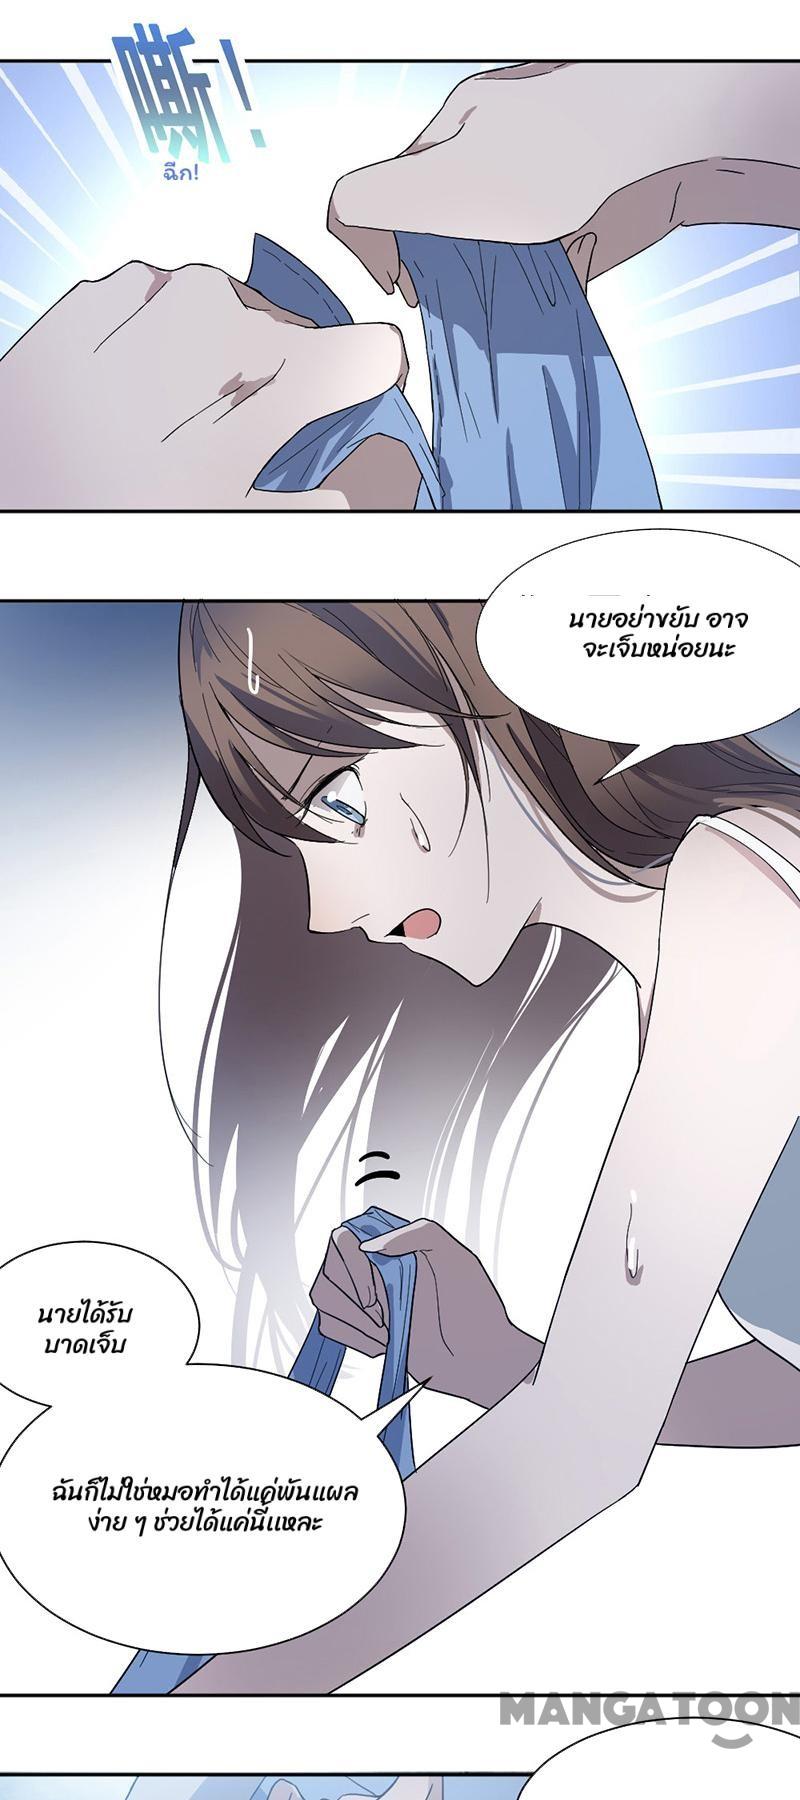 嘶！
ฉีก!
นายอย่าขยับ อาจ
จะเจ็บหน่อยนะ
นายได้รับ
บาดเจ็บ
ฉันก็ไม่ใช่หมอทำได้แค่พันแผล
ง่าย ๆ ช่วยได้แค่นี้แหละ
MANGATOON